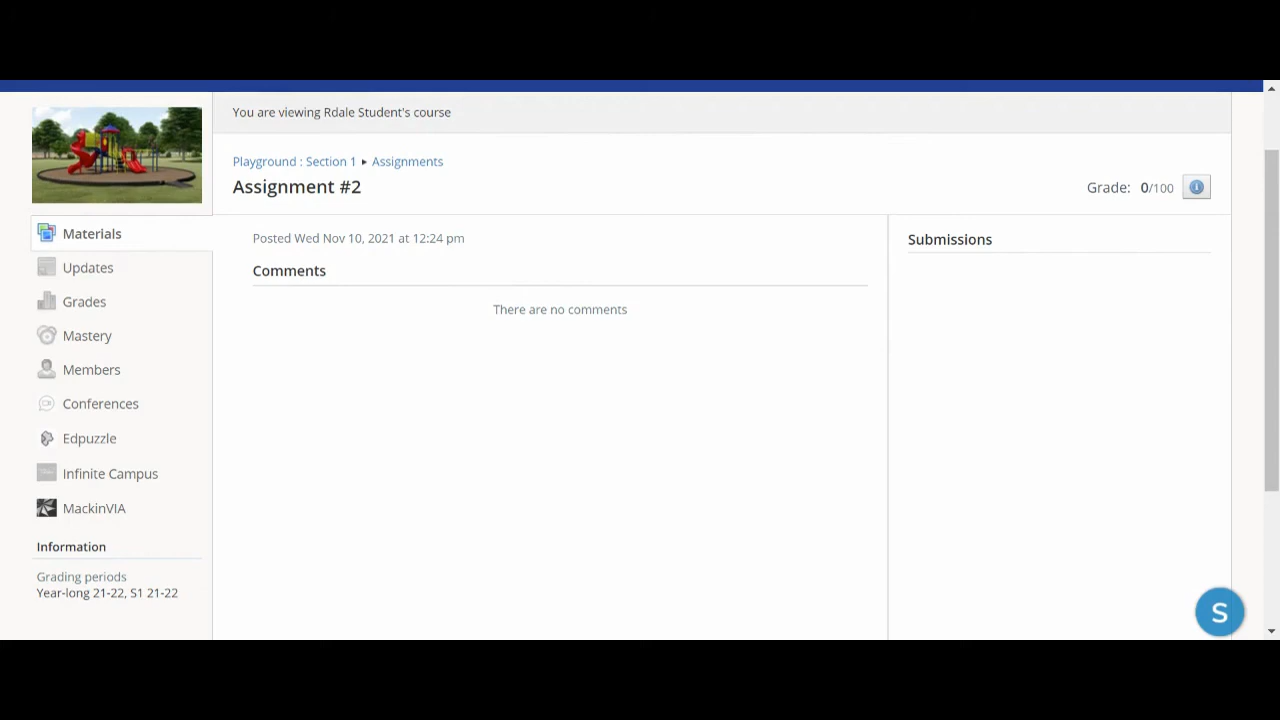 You are viewing Rdale Student's course
Playground : Section 1 ▸ Assignments
Assignment #2
Grade: 0/100
Materials
Updates
Grades
Mastery
Members
Conferences
Edpuzzle
Infinite Campus
MackinVIA
Information
Grading periods
Year-long 21-22, S1 21-22
Posted Wed Nov 10, 2021 at 12:24 pm
Comments
There are no comments
Submissions
S